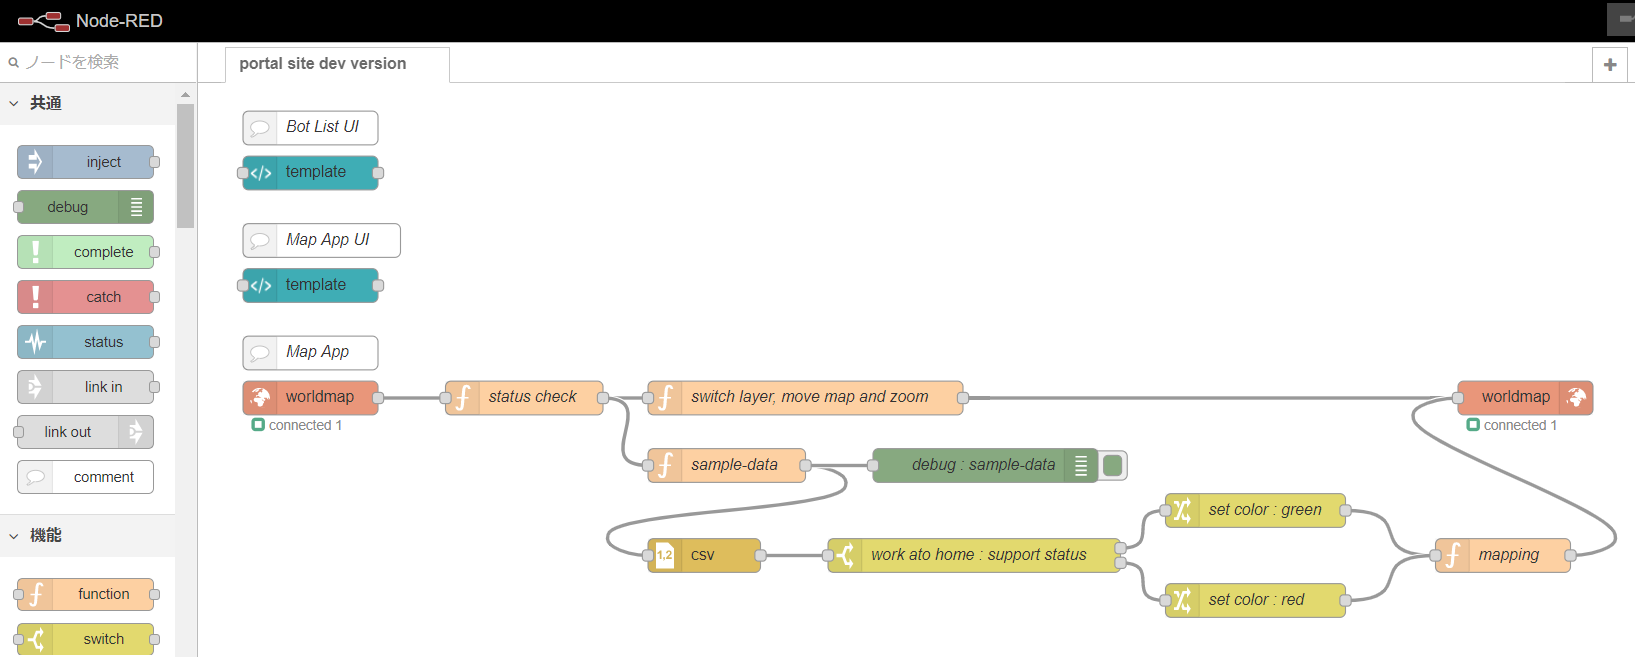 Node-RED
ノードを検索
共通
inject
debug
complete
catch
status
link in
link out
comment
機能
function
switch
portal site dev version
Bot List UI
template
Map App UI
template
Map App
worldmap
connected 1
status check
switch layer, move map and zoom
worldmap
connected 1
sample-data
debug : sample-data
set color : green
1,2
csv
work ato home : support status
mapping
set color : red